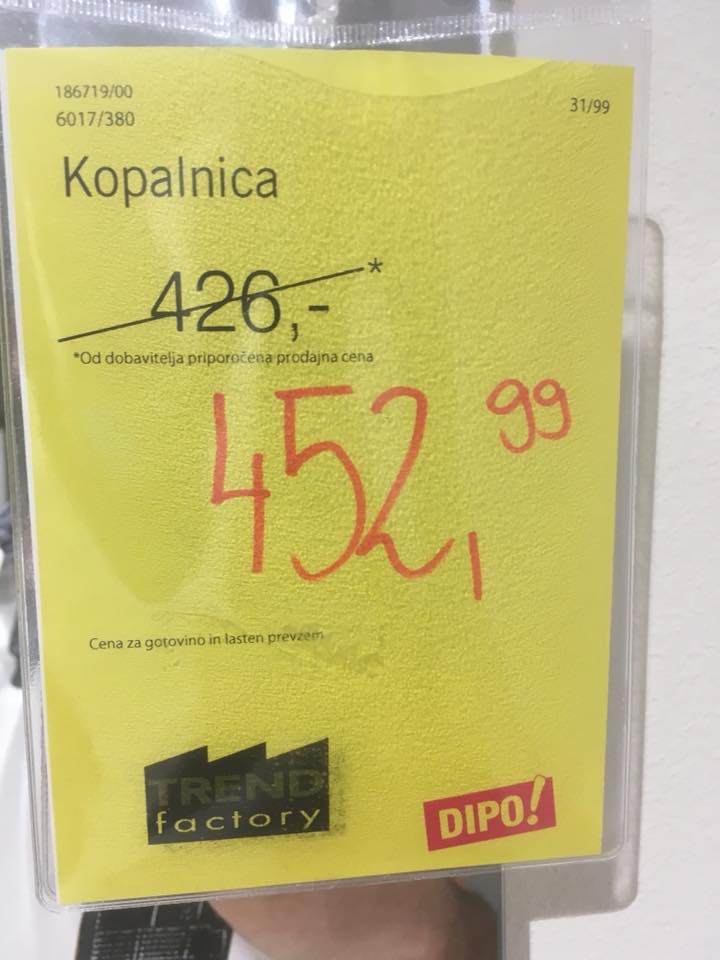 186719/00
6017/380
31/99
Kopalnica
426,-*
*Od dobavitelja priporočena prodajna cena
452,99
Cena za gotovino in lasten prevzem
TREND
factory
DIPO!